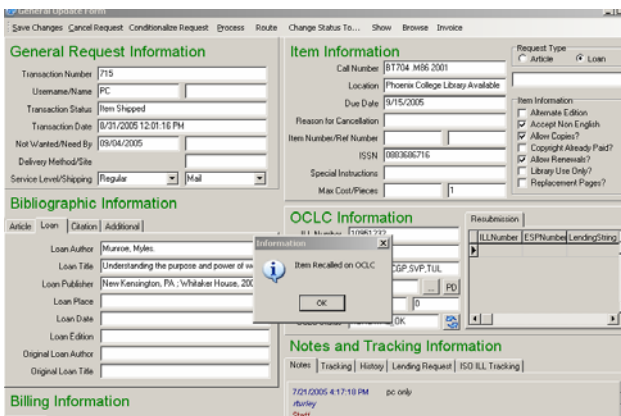 General Update Form
Save Changes Cancel Request Conditionalize Request Process Route Change Status To... Show Browse Invoice
General Request Information
Transaction Number 715
Username/Name PC
Transaction Status Item Shipped
Transaction Date 8/31/2005 12:01:16 PM
Not Wanted/Need By 09/04/2005
Delivery Method/Site
Service Level/Shipping Regular Mail
Bibliographic Information
Article Loan Citation Additional
Loan Author Munroe, Myles.
Loan Title Understanding the purpose and power of
Loan Publisher New Kensington, PA ; Whitaker House,
Loan Place
Loan Date
Loan Edition
Original Loan Author
Original Loan Title
Billing Information
Item Information
Call Number BT704 .M86 2001
Location Phoenix College Library Available
Due Date 9/15/2005
Reason for Cancellation
Item Number/Ref Number
ISSN 0883686716
Special Instructions
Max Cost/Pieces 1
Request Type
Article Loan
Item Information
Alternate Edition
Accept Non English
Allow Copies?
Copyright Already Paid?
Allow Renewals?
Library Use Only?
Replacement Pages?
OCLC Information
ILL Number 10951232
CGP,SVP,TUL
... PD
0
OK
Information
Item Recalled on OCLC
OK
Resubmission
ILLNumber ESPNumber LendingString
Notes and Tracking Information
Notes Tracking History Lending Request ISO ILL Tracking
7/21/2005 4:17:18 PM pc only
Staff